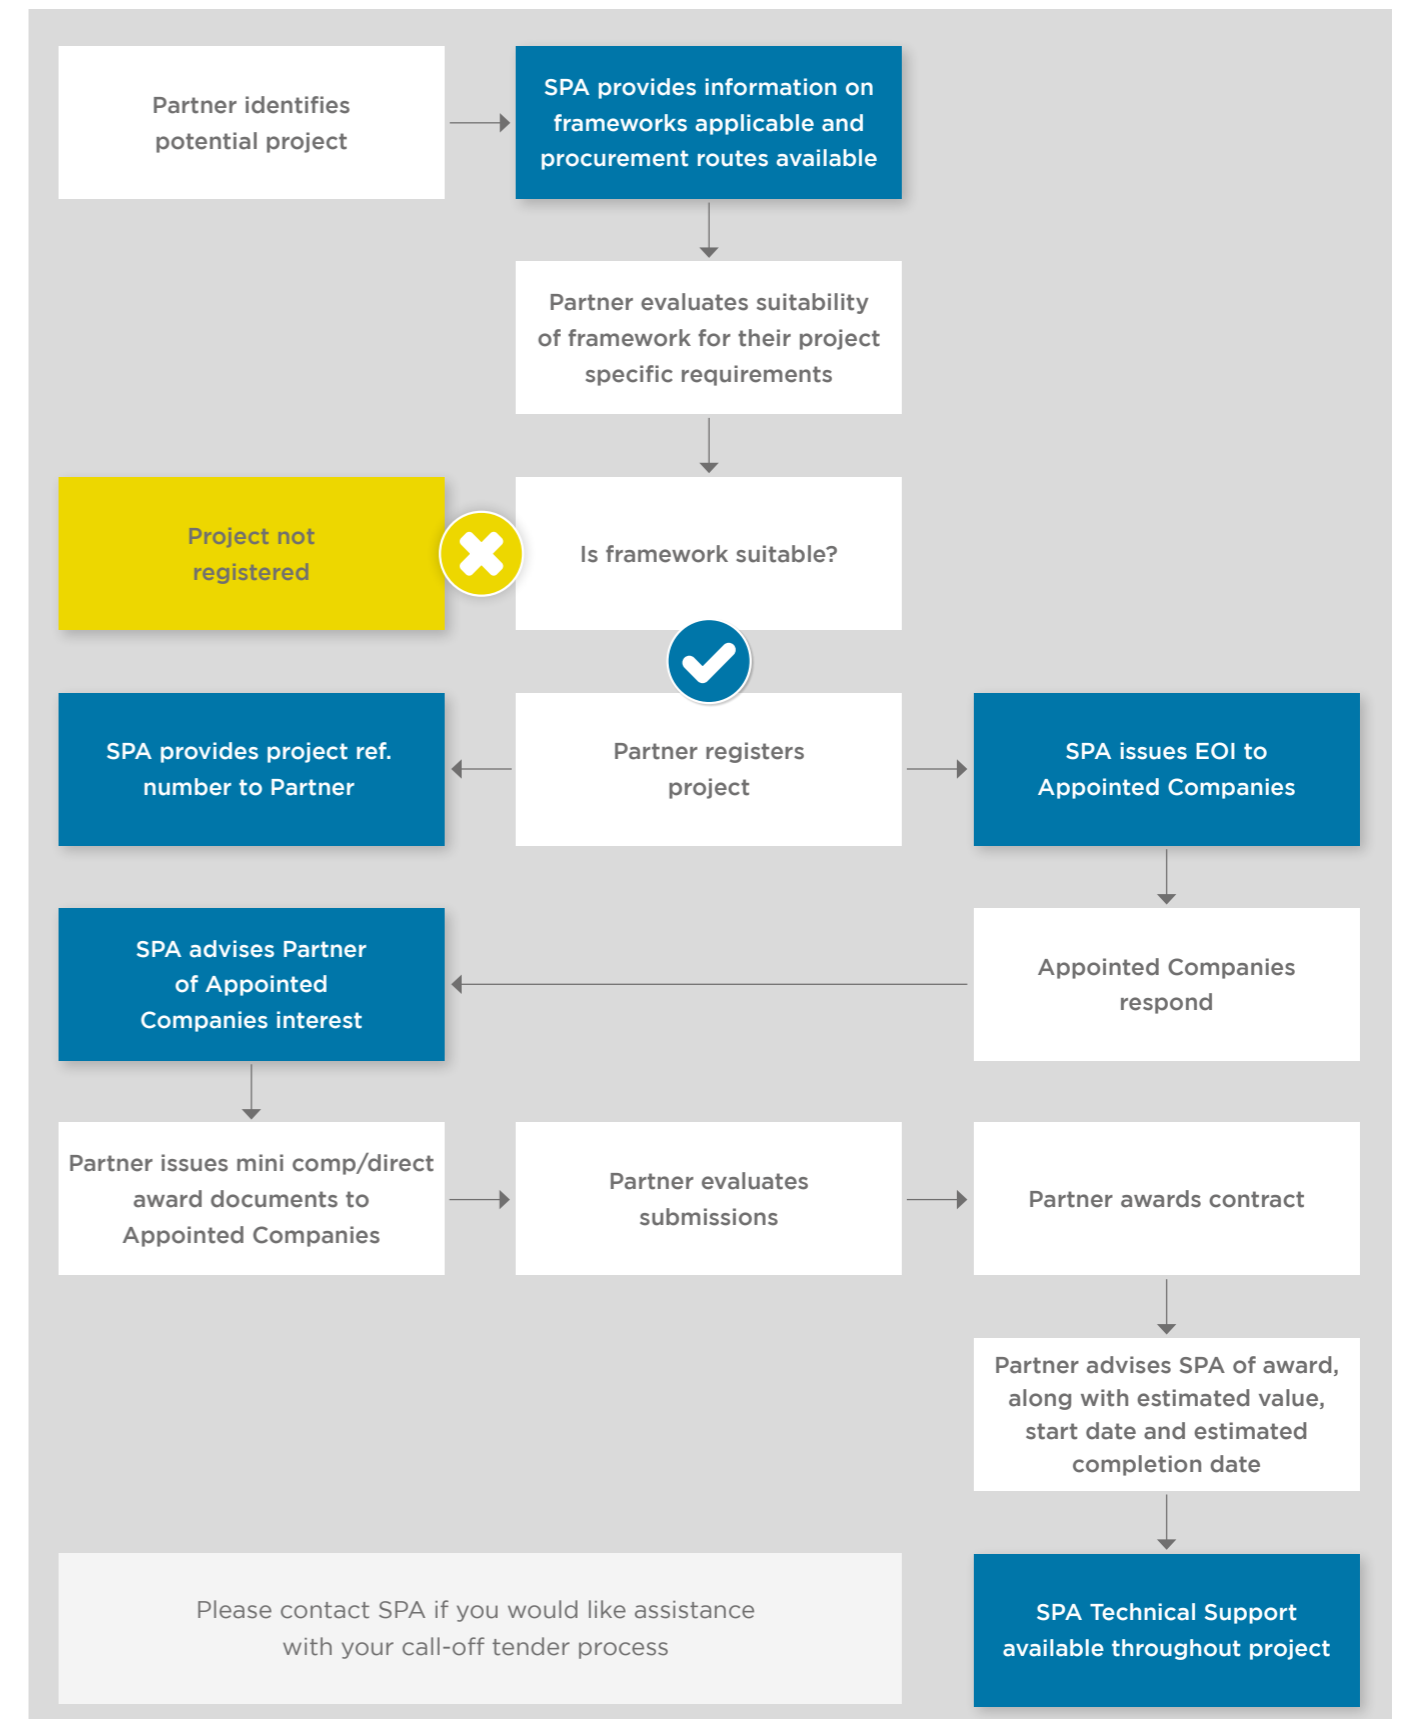 Partner identifies
potential project
SPA provides information on
frameworks applicable and
procurement routes available
Partner evaluates suitability
of framework for their project
specific requirements
Project not
registered
Is framework suitable?
SPA provides project ref.
number to Partner
Partner registers
project
SPA issues EOI to
Appointed Companies
SPA advises Partner
of Appointed
Companies interest
Appointed Companies
respond
Partner issues mini comp/direct
award documents to
Appointed Companies
Partner evaluates
submissions
Partner awards contract
Partner advises SPA of award,
along with estimated value,
start date and estimated
completion date
Please contact SPA if you would like assistance
with your call-off tender process
SPA Technical Support
available throughout project